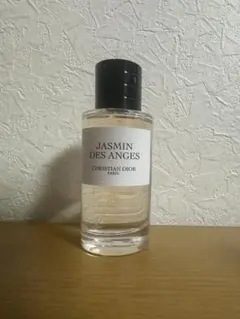 JASMIN
DES ANGES
CHRISTIAN DIOR
PARIS